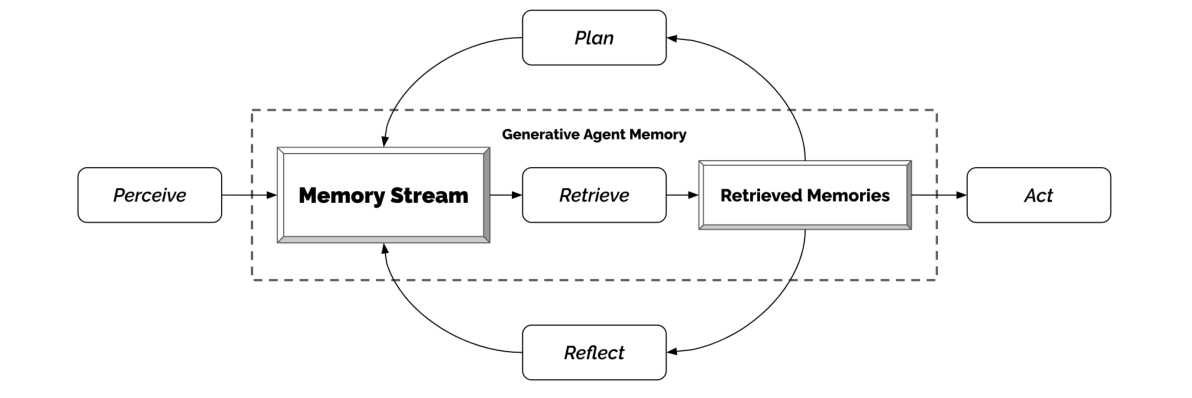 Plan
Generative Agent Memory
Perceive
Memory Stream
Retrieve
Retrieved Memories
Act
Reflect